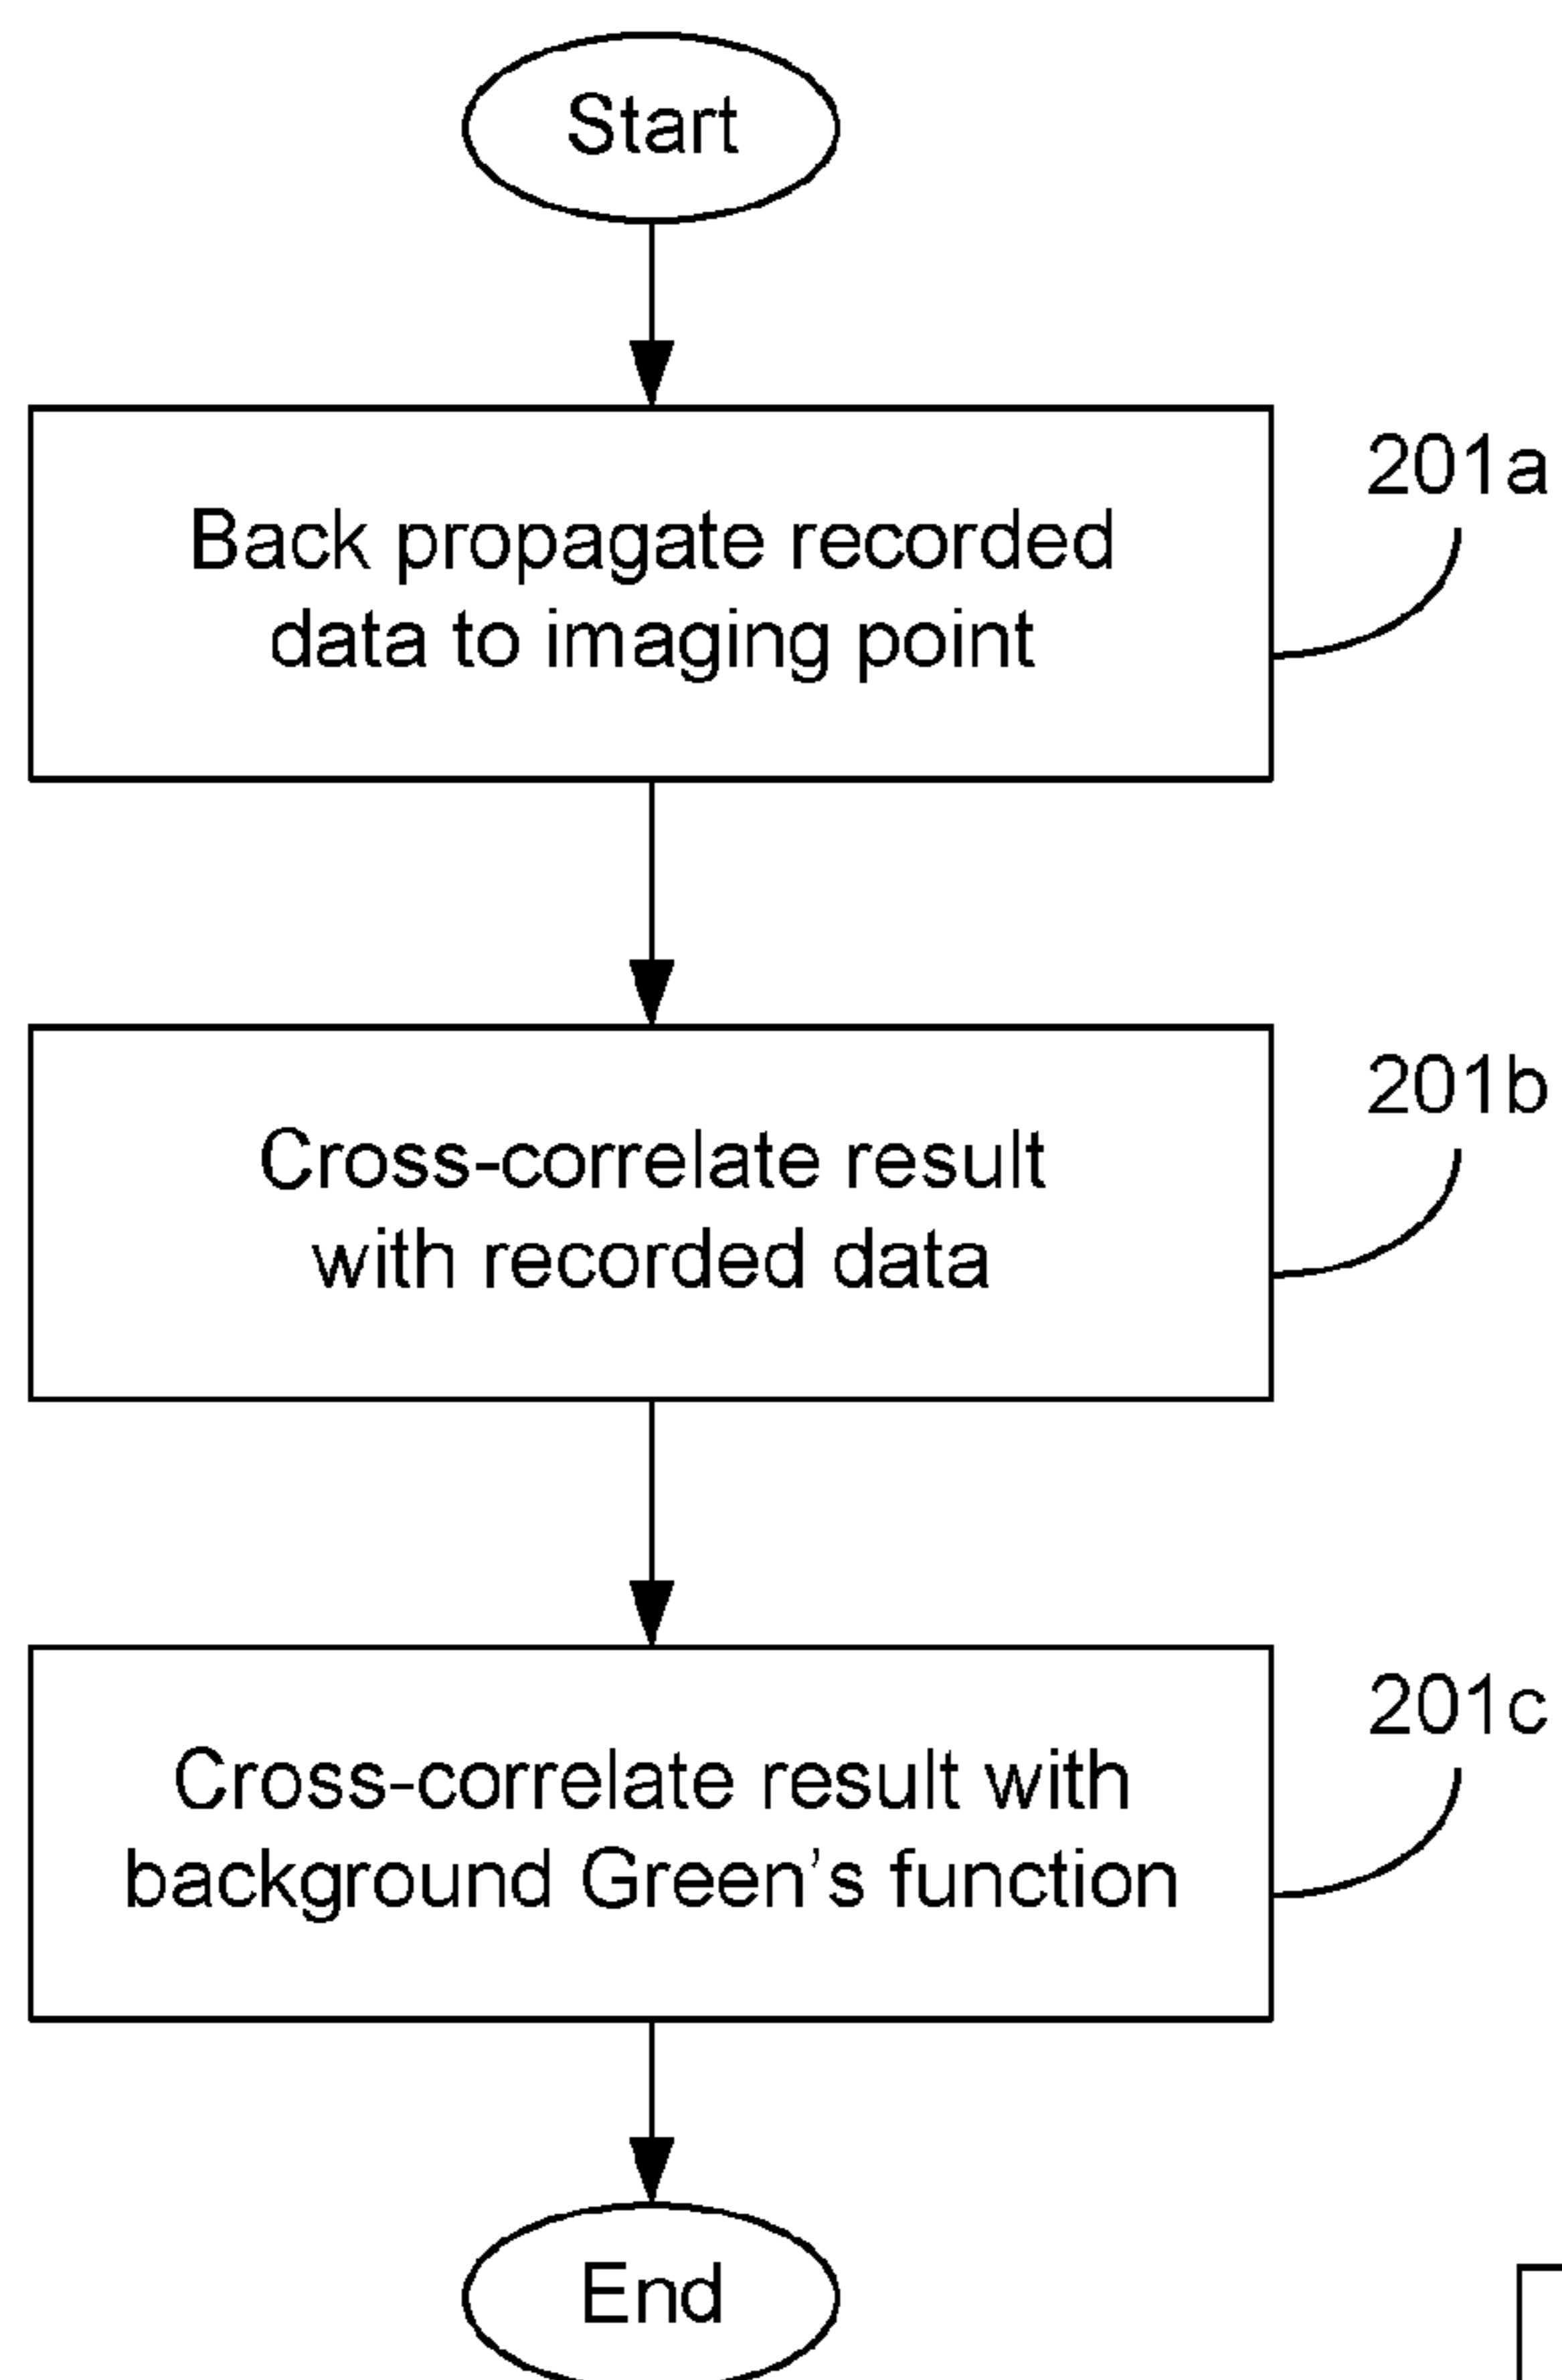 Start
201a
Back propagate recorded
data to imaging point
201b
Cross-correlate result
with recorded data
201c
Cross-correlate result with
background Green's function
End